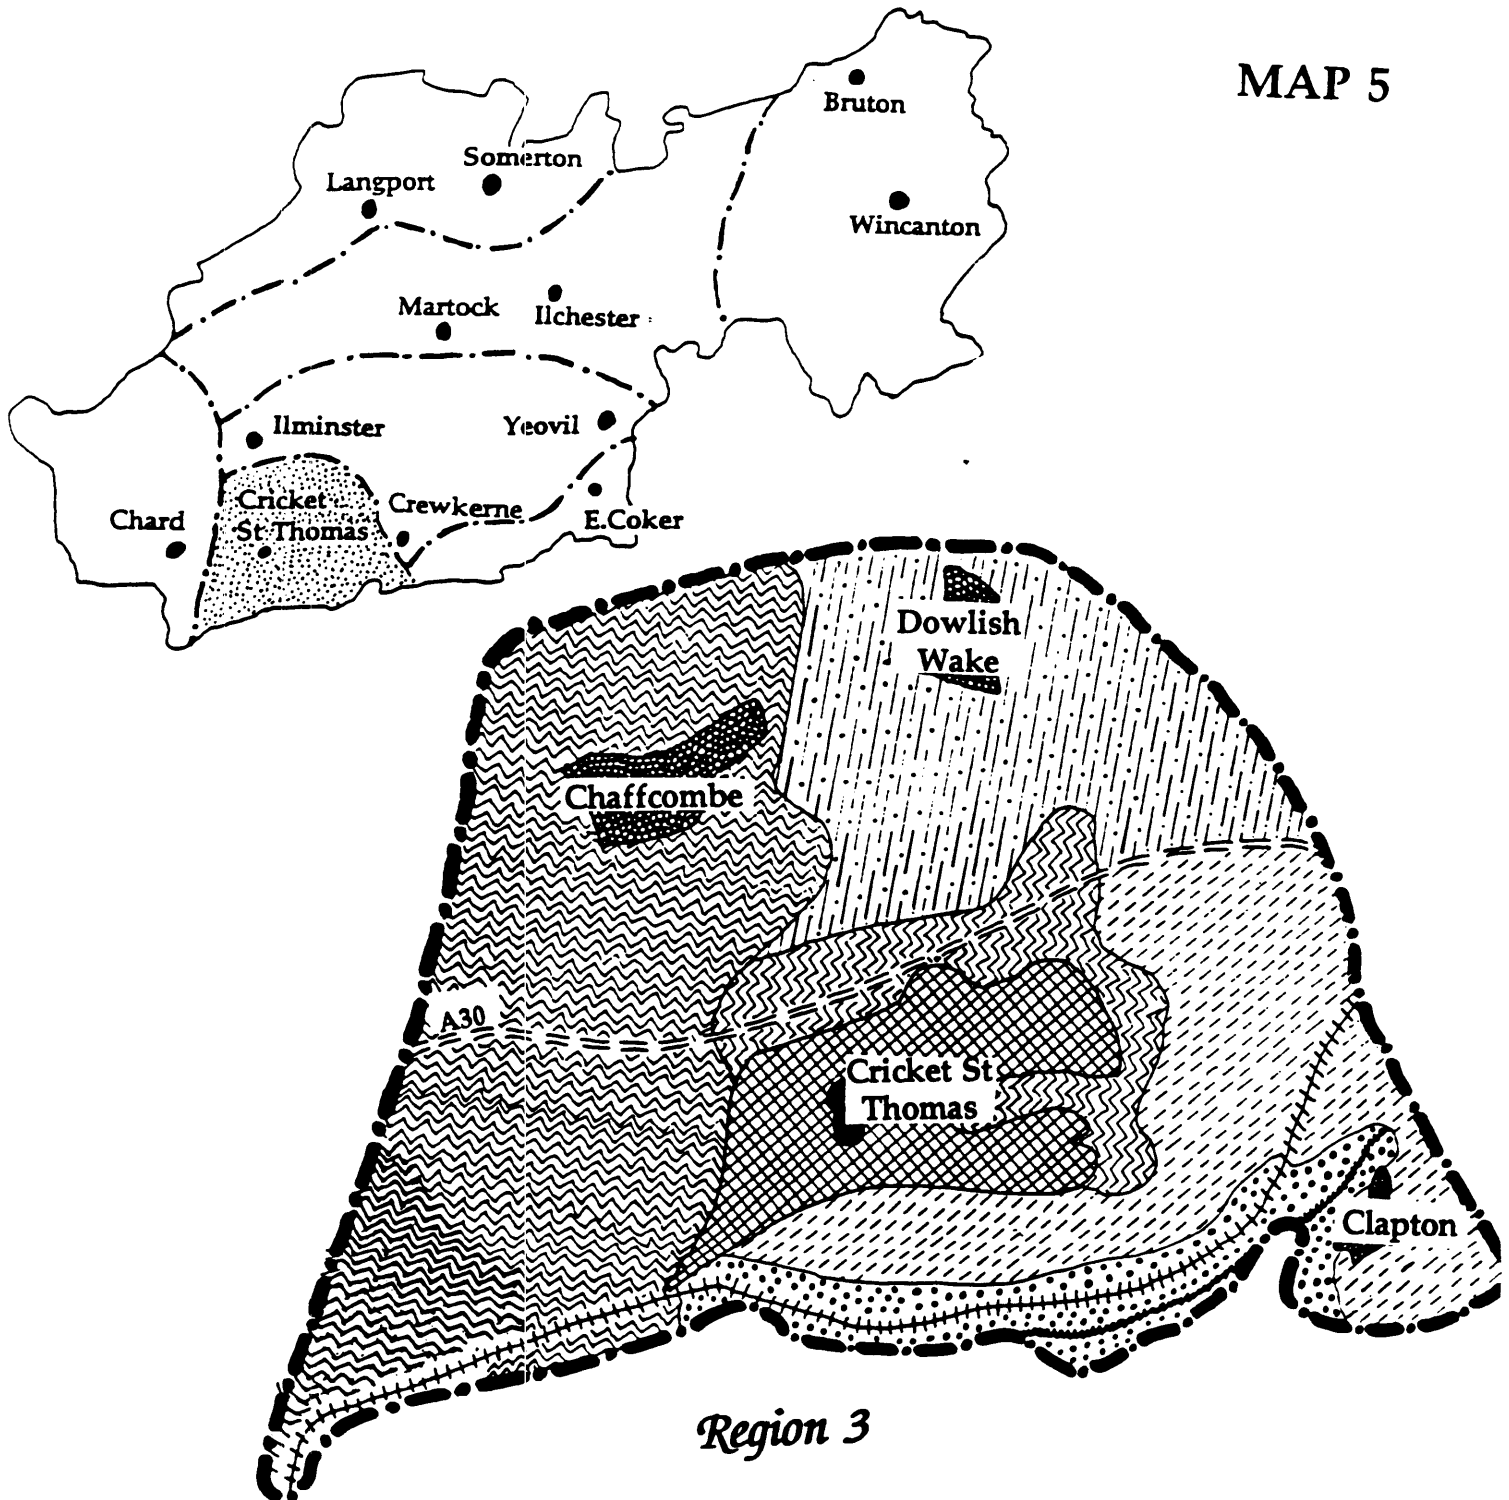 MAP 5
Bruton
Somerton
Langport
Wincanton
Martock
Ilchester
Ilminster
Yeovil
Cricket
St Thomas
Crewkerne
Chard
E.Coker
Dowlish
Wake
Chaffcombe
A30
Cricket St
Thomas
Clapton
Region 3